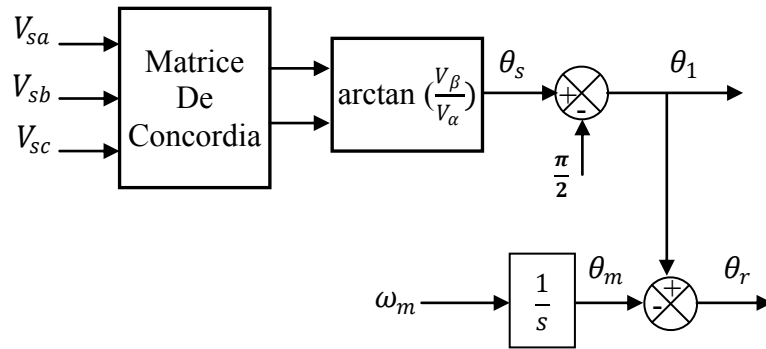 V_sa
V_sb
V_sc
Matrice
De
Concordia
arctan (V_β/V_α)
θ_s
+
-
π/2
θ_1
ω_m
1/s
θ_m
+
-
θ_r